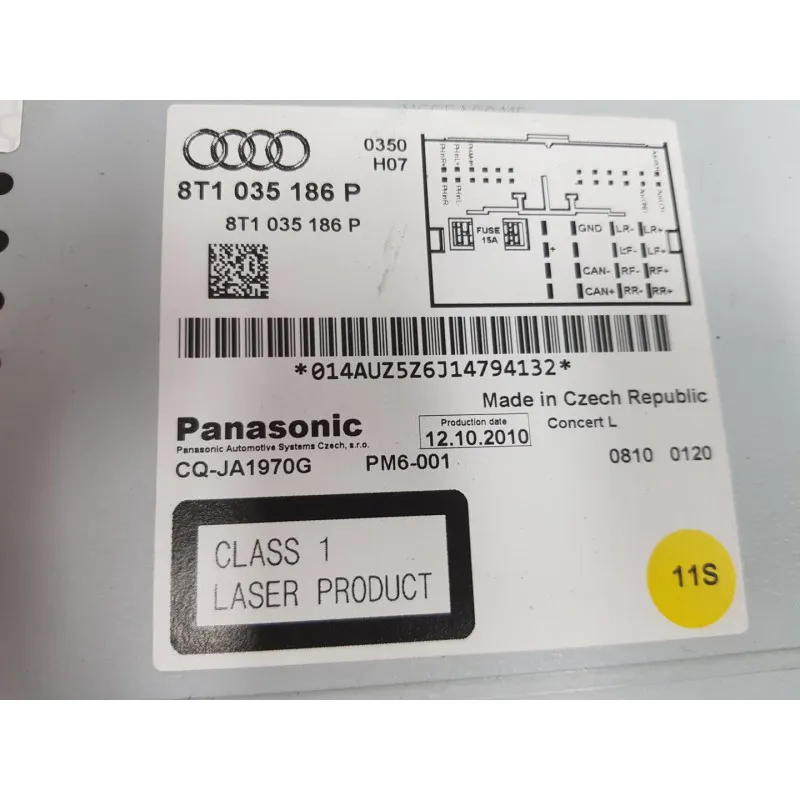 0350
H07
8T1 035 186 P
8T1 035 186 P
FUSE
15A
GND LR- LR+
+ LF- LF+
CAN- RF- RF+
CAN+ RR- RR+
*014AUZ5Z6J14794132*
Made in Czech Republic
Panasonic
Panasonic Automotive Systems Czech, s.r.o.
Production date
12.10.2010
Concert L
CQ-JA1970G PM6-001
0810 0120
CLASS 1
LASER PRODUCT
11S